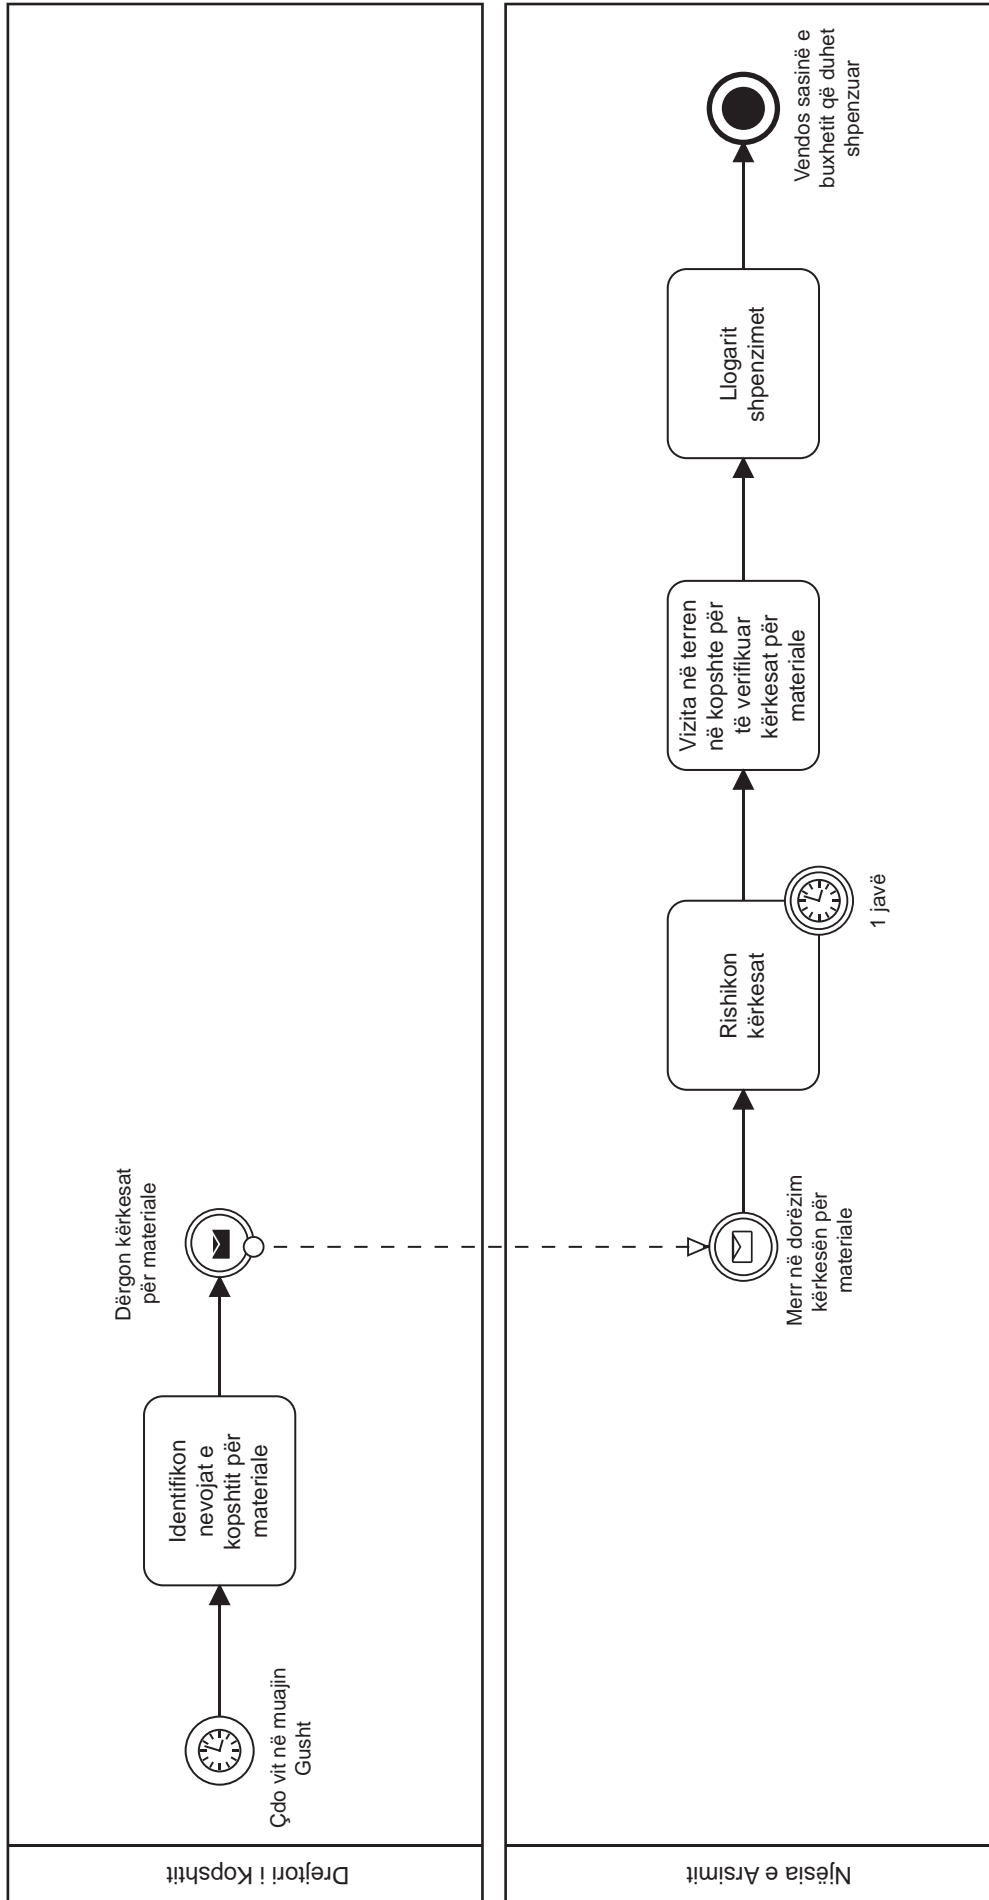 Drejtori i Kopshtit
Çdo vit në muajin
Gusht
Identifikon
nevojat e
kopshtit për
materiale
Dërgon kërkesat
për materiale
Njësia e Arsimit
Merr në dorëzim
kërkesën për
materiale
Rishikon
kërkesat
1 javë
Vizita në terren
në kopshte për
të verifikuar
kërkesat për
materiale
Llogarit
shpenzimet
Vendos sasinë e
buxhetit që duhet
shpenzuar